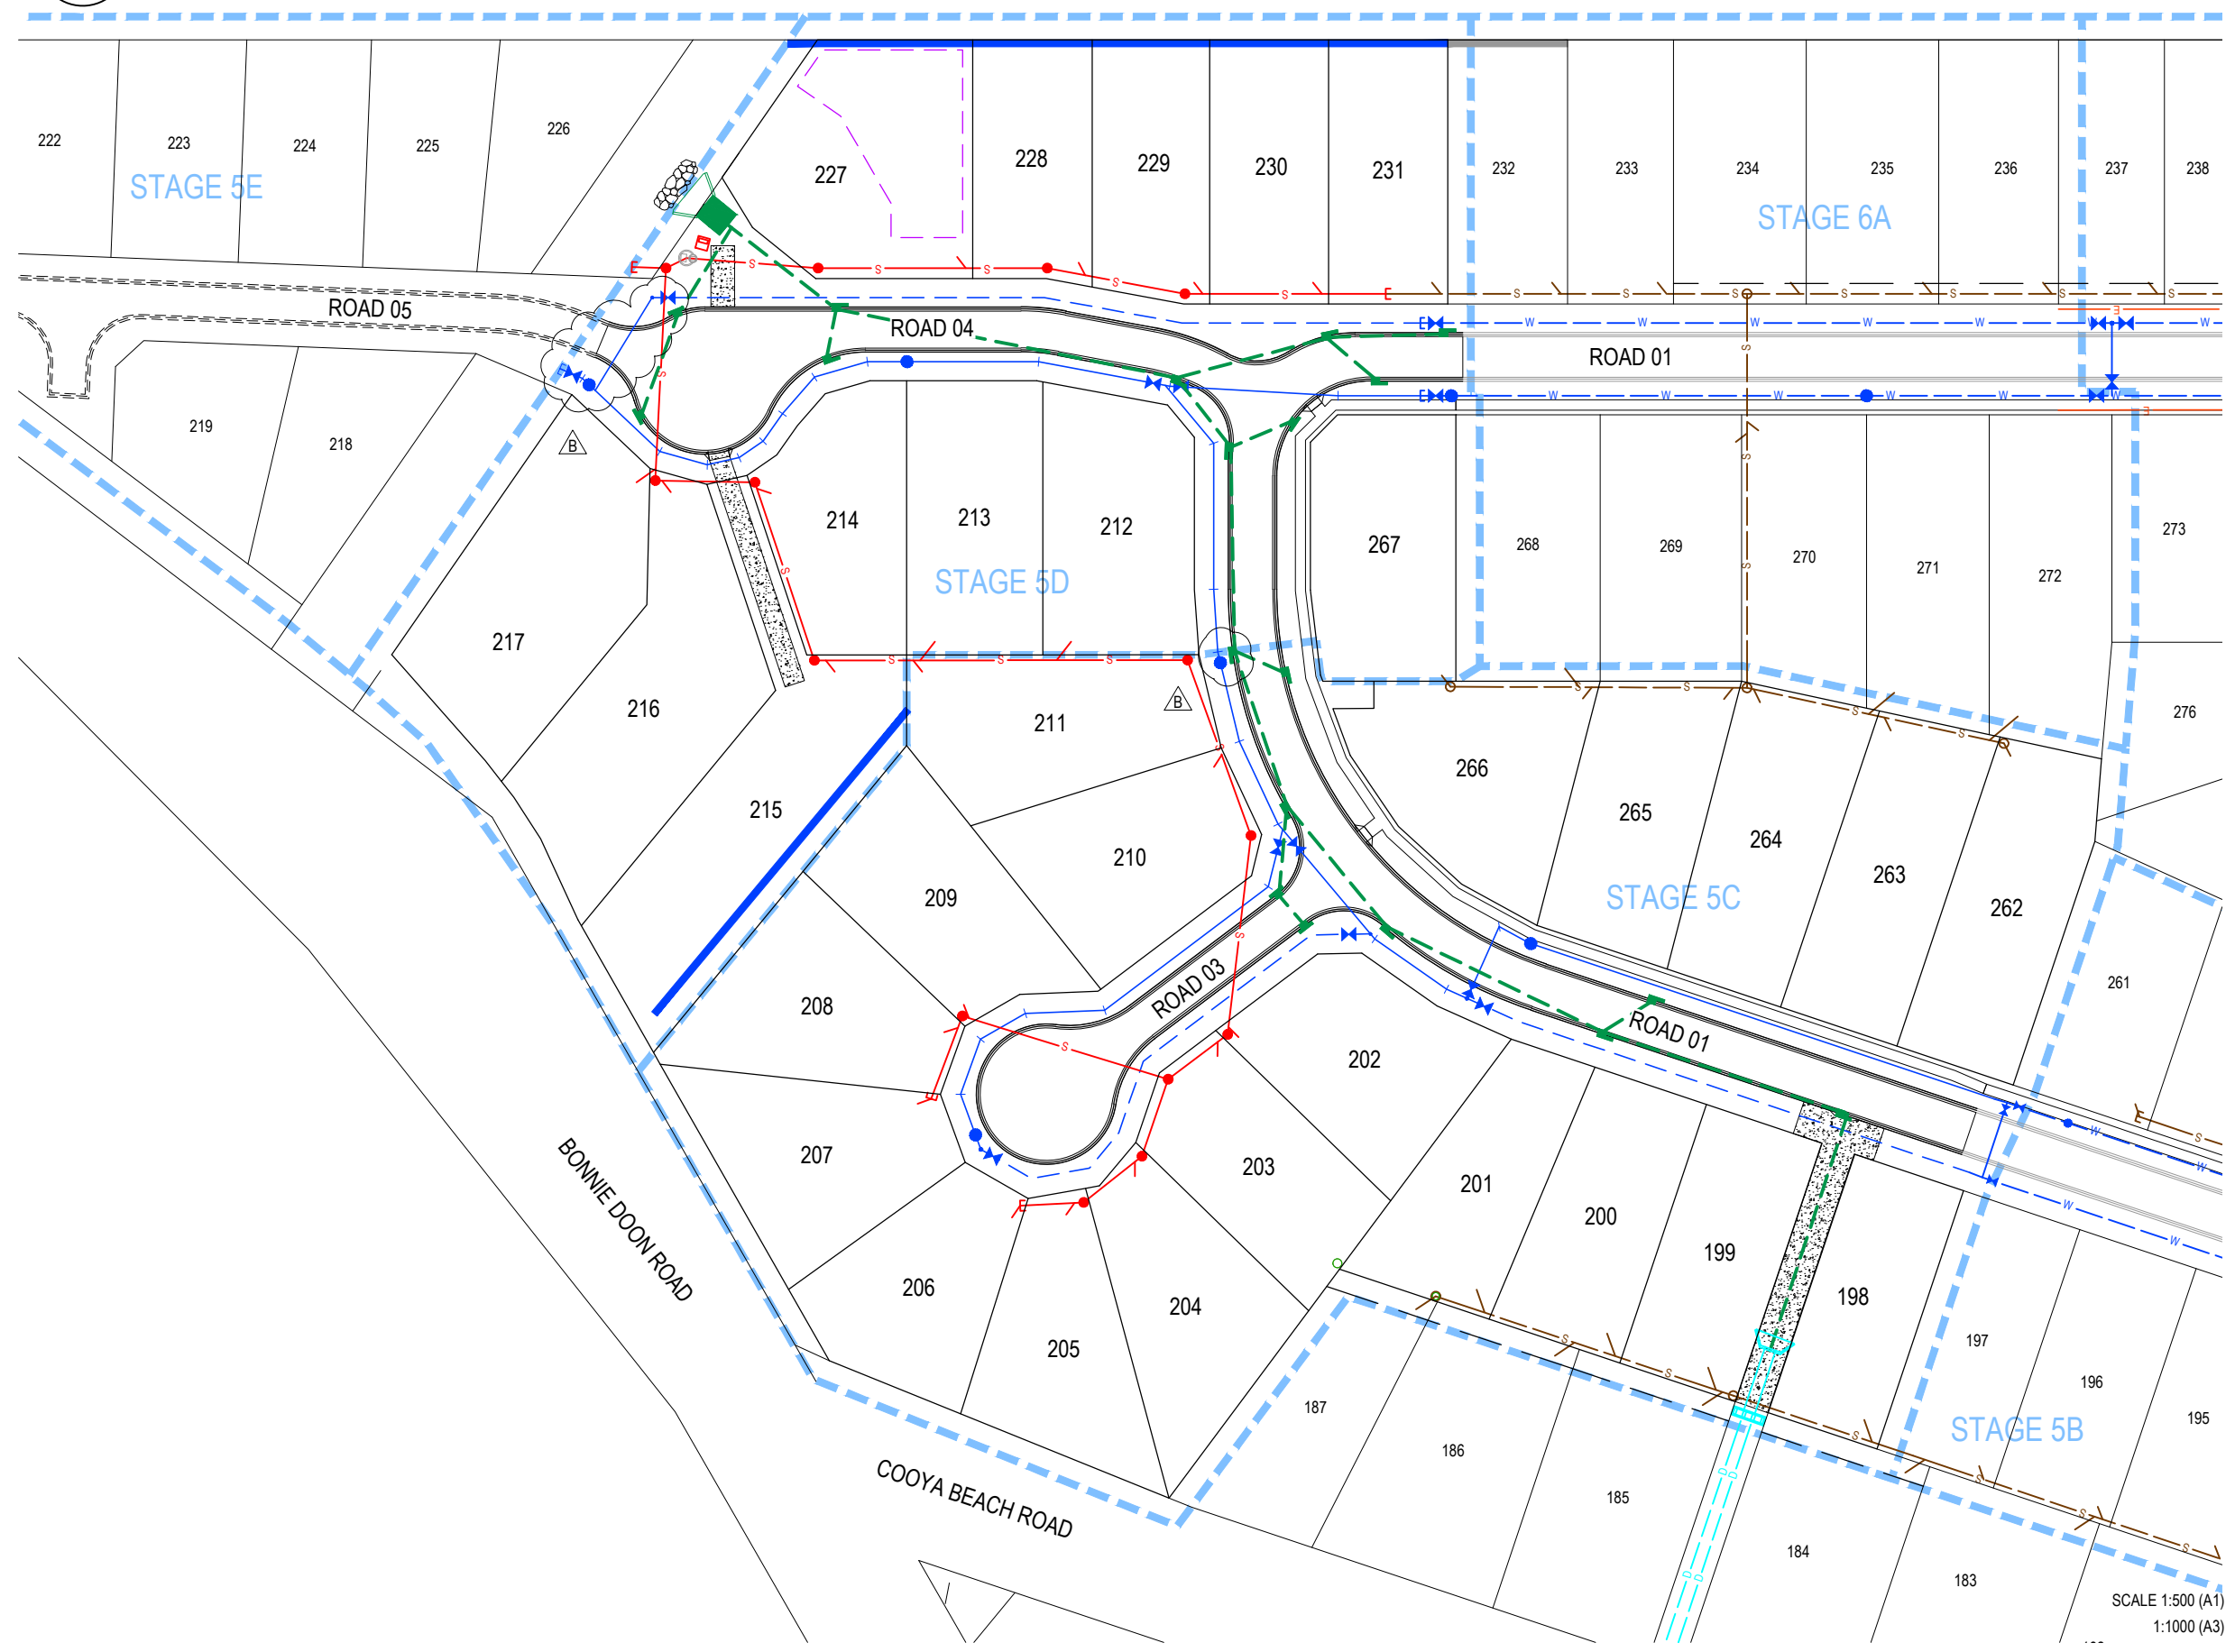 222
223
224
225
226
227
228
229
230
231
232
233
234
235
236
237
238
STAGE 5E
STAGE 6A
ROAD 05
ROAD 04
ROAD 01
E
S
S
S
S
S
E
S
S
S
S
S
E
E
W
W
W
W
W
E
W
W
W
W
E
E
S
S
S
S
219
218
B
217
216
215
214
213
212
STAGE 5D
267
268
269
270
271
272
273
276
S
S
S
S
S
S
S
B
211
210
209
208
207
206
205
204
203
202
201
200
199
198
197
196
195
266
265
264
263
262
261
STAGE 5C
ROAD 03
ROAD 01
S
S
E
E
S
W
W
W
BONNIE DOON ROAD
COOYA BEACH ROAD
187
186
185
184
183
STAGE 5B
S
S
S
S
S
S
D
D
D
D
SCALE 1:500 (A1)
1:1000 (A3)